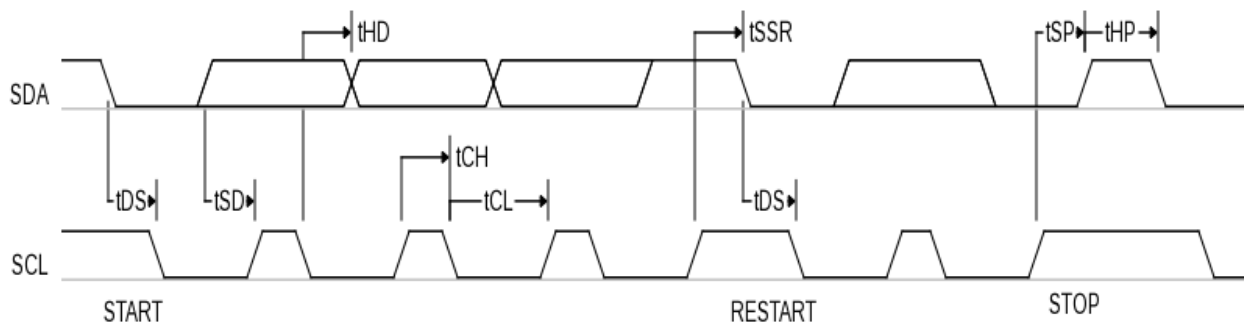 tHD
tSSR
tSP
tHP
SDA
tCH
tDS
tSD
tCL
tDS
SCL
START
RESTART
STOP